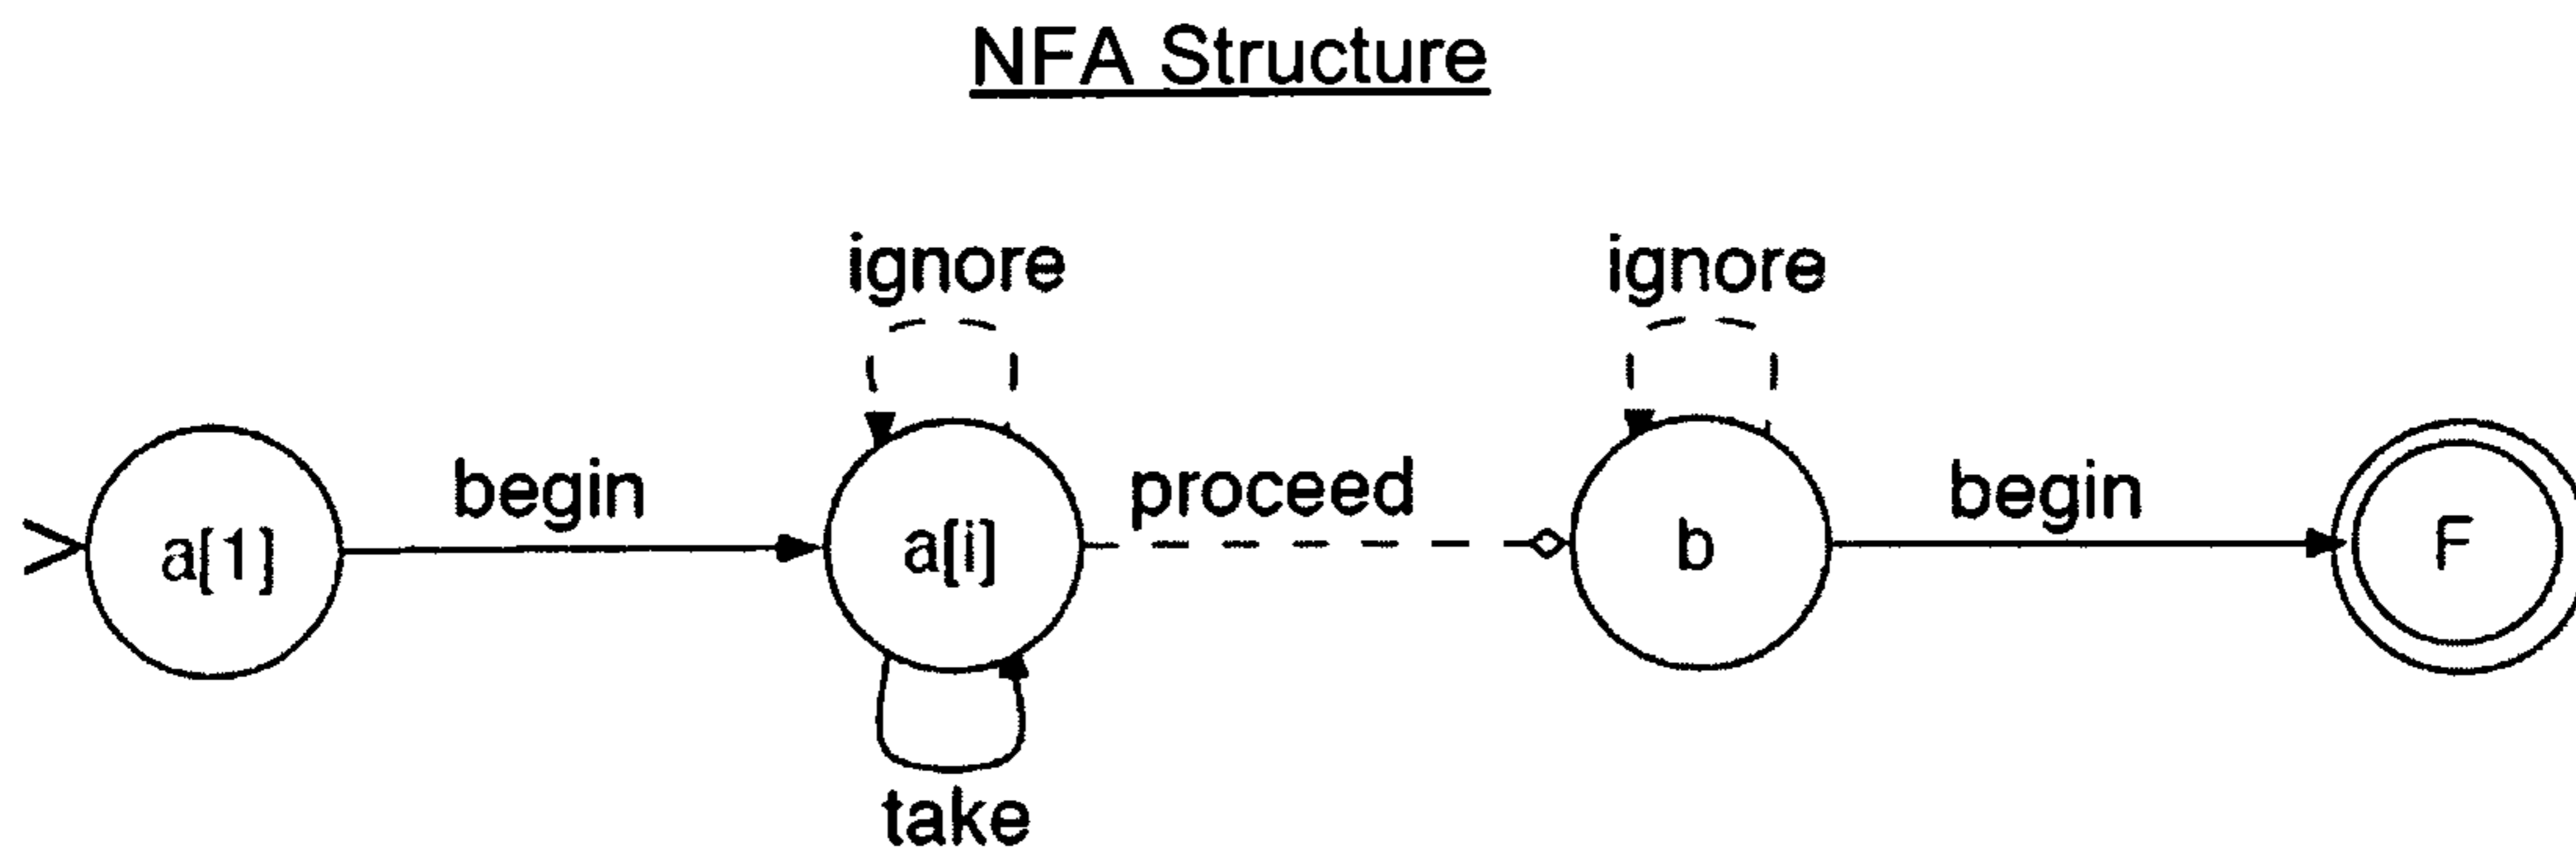 NFA Structure
ignore ignore
begin proceed begin
a[1] a[i] b F
take